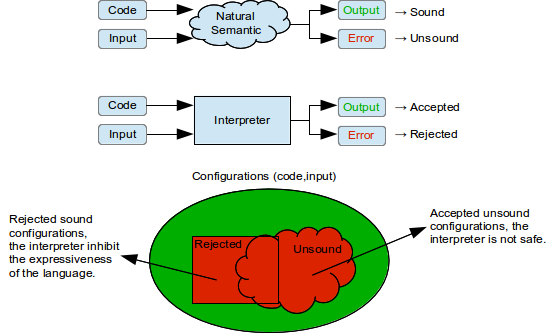 Code
Input
Natural
Semantic
Output
Error
→ Sound
→ Unsound
Code
Input
Interpreter
Output
Error
→ Accepted
→ Rejected
Configurations (code,input)
Rejected sound
configurations,
the interpreter inhibit
the expressiveness
of the language.
Rejected
Unsound
Accepted unsound
configurations, the
interpreter is not safe.